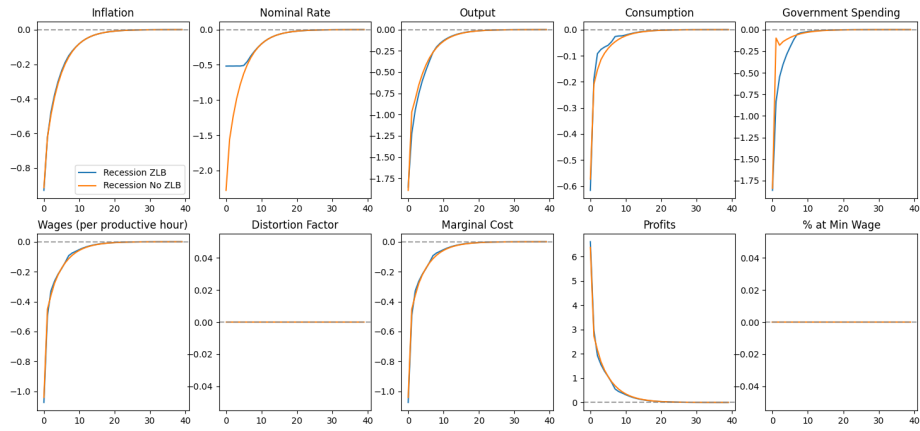 Inflation
Nominal Rate
Output
Consumption
Government Spending
0.0
−0.2
−0.4
−0.6
−0.8
Recession ZLB
Recession No ZLB
0 10 20 30 40
0.0
−0.5
−1.0
−1.5
−2.0
0 10 20 30 40
0.00
−0.25
−0.50
−0.75
−1.00
−1.25
−1.50
−1.75
0 10 20 30 40
0.0
−0.1
−0.2
−0.3
−0.4
−0.5
−0.6
0 10 20 30 40
0.00
−0.25
−0.50
−0.75
−1.00
−1.25
−1.50
−1.75
0 10 20 30 40
Wages (per productive hour)
Distortion Factor
Marginal Cost
Profits
% at Min Wage
0.0
−0.2
−0.4
−0.6
−0.8
−1.0
0 10 20 30 40
0.04
0.02
0.00
−0.02
−0.04
0 10 20 30 40
0.0
−0.2
−0.4
−0.6
−0.8
−1.0
0 10 20 30 40
6
5
4
3
2
1
0
0 10 20 30 40
0.04
0.02
0.00
−0.02
−0.04
0 10 20 30 40